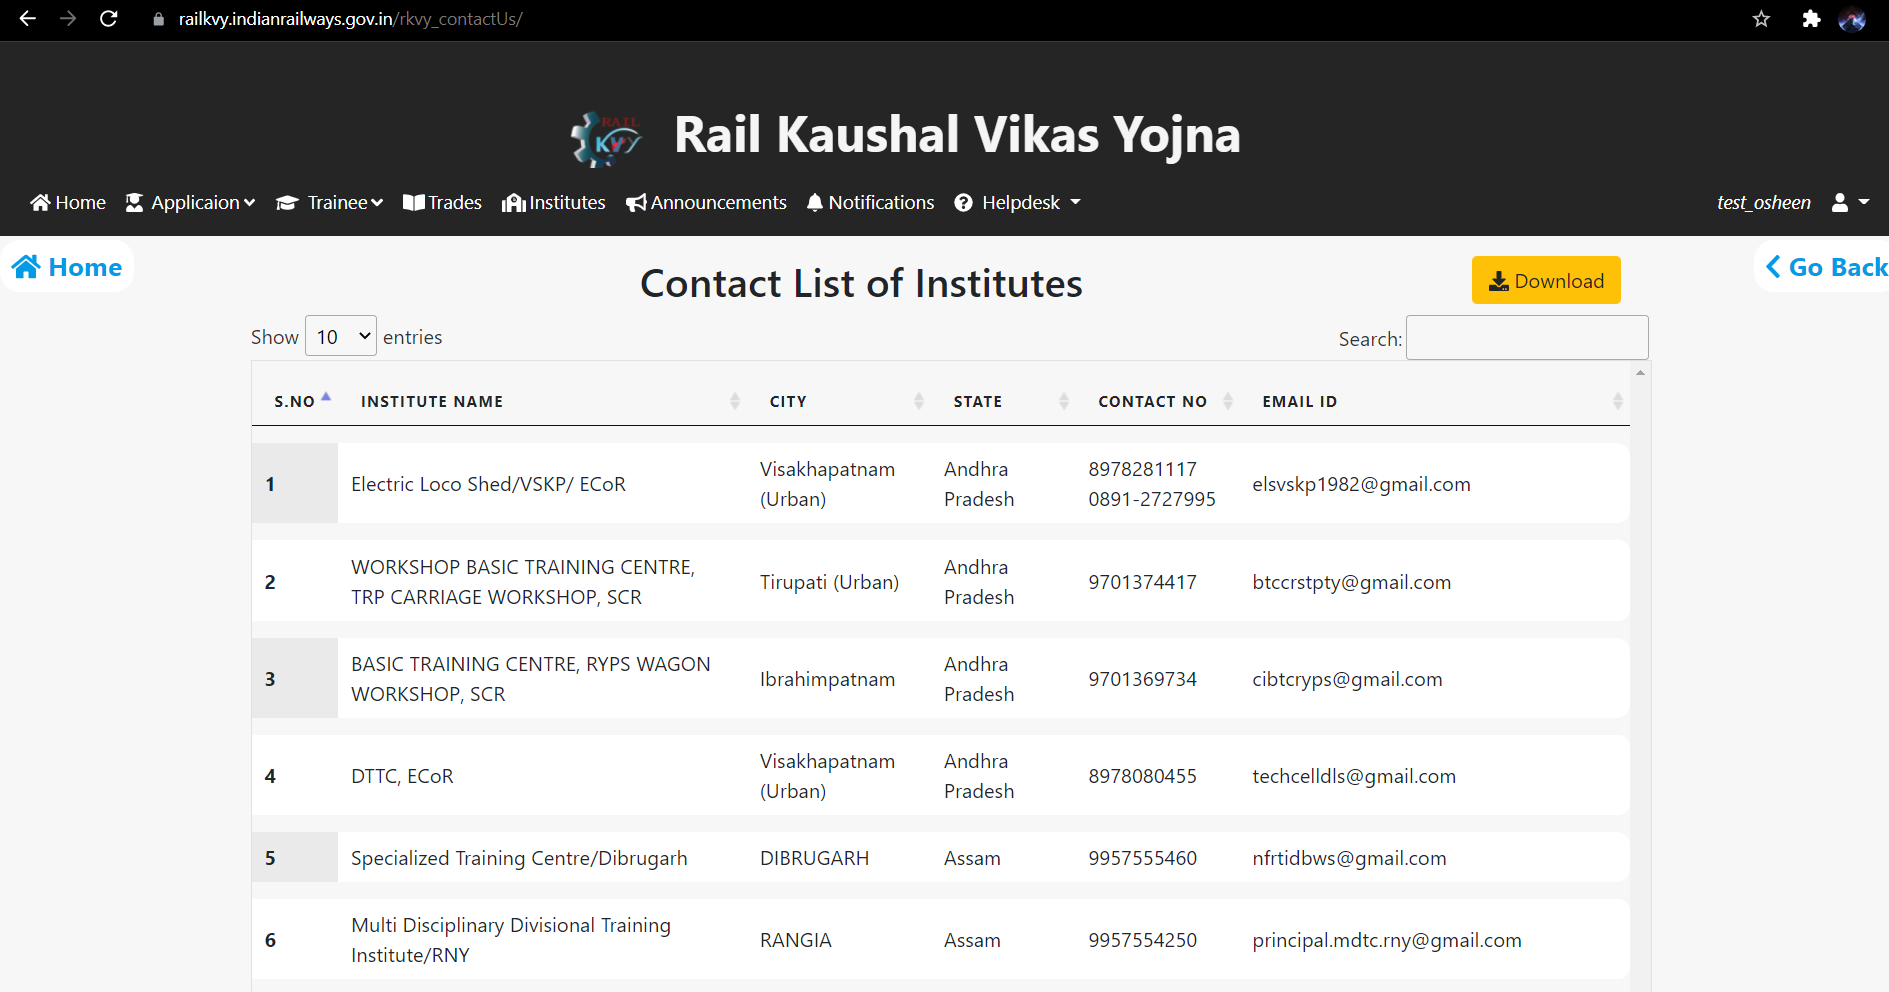 railkvy.indianrailways.gov.in/rkvy_contactUs/
RAIL
KVY
Rail Kaushal Vikas Yojna
Home Applicaion Trainee Trades Institutes Announcements Notifications Helpdesk test_osheen
Home
Contact List of Institutes
Download
Go Back
Show 10 entries
Search:
S.NO INSTITUTE NAME CITY STATE CONTACT NO EMAIL ID
1 Electric Loco Shed/VSKP/ ECoR Visakhapatnam (Urban) Andhra Pradesh 8978281117 0891-2727995 elsvskp1982@gmail.com
2 WORKSHOP BASIC TRAINING CENTRE, TRP CARRIAGE WORKSHOP, SCR Tirupati (Urban) Andhra Pradesh 9701374417 btccrstpty@gmail.com
3 BASIC TRAINING CENTRE, RYPS WAGON WORKSHOP, SCR Ibrahimpatnam Andhra Pradesh 9701369734 cibtcryps@gmail.com
4 DTTC, ECoR Visakhapatnam (Urban) Andhra Pradesh 8978080455 techcelldls@gmail.com
5 Specialized Training Centre/Dibrugarh DIBRUGARH Assam 9957555460 nfrtidbws@gmail.com
6 Multi Disciplinary Divisional Training Institute/RNY RANGIA Assam 9957554250 principal.mdtc.rny@gmail.com